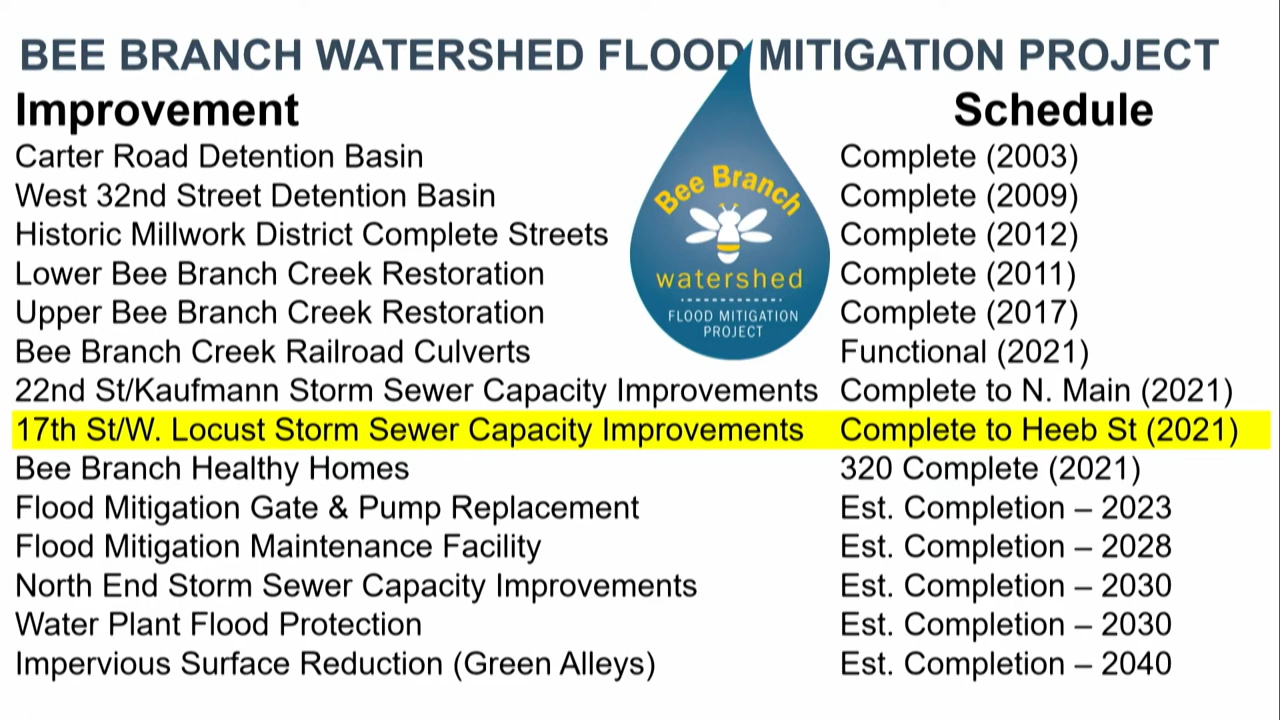 BEE BRANCH WATERSHED FLOOD MITIGATION PROJECT
Improvement Schedule
Carter Road Detention Basin Complete (2003)
West 32nd Street Detention Basin Complete (2009)
Historic Millwork District Complete Streets Complete (2012)
Lower Bee Branch Creek Restoration Complete (2011)
Upper Bee Branch Creek Restoration Complete (2017)
Bee Branch Creek Railroad Culverts Functional (2021)
22nd St/Kaufmann Storm Sewer Capacity Improvements Complete to N. Main (2021)
17th St/W. Locust Storm Sewer Capacity Improvements Complete to Heeb St (2021)
Bee Branch Healthy Homes 320 Complete (2021)
Flood Mitigation Gate & Pump Replacement Est. Completion – 2023
Flood Mitigation Maintenance Facility Est. Completion – 2028
North End Storm Sewer Capacity Improvements Est. Completion – 2030
Water Plant Flood Protection Est. Completion – 2030
Impervious Surface Reduction (Green Alleys) Est. Completion – 2040
Bee Branch
watershed
FLOOD MITIGATION
PROJECT